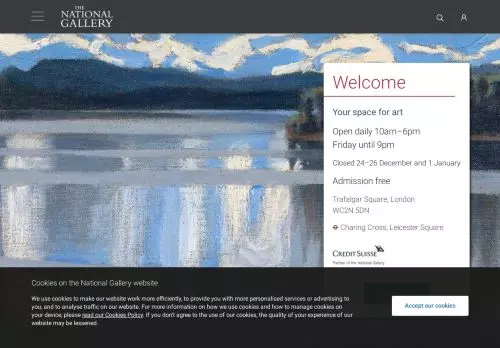 THE
NATIONAL
GALLERY
Welcome
Your space for art
Open daily 10am–6pm
Friday until 9pm
Closed 24–26 December and 1 January
Admission free
Trafalgar Square, London
WC2N 5DN
Charing Cross, Leicester Square
CREDIT SUISSE
Partner of the National Gallery
Cookies on the National Gallery website
We use cookies to make our website work more efficiently, to provide you with more personalised services or advertising to
you, and to analyse traffic on our website. For more information on how we use cookies and how to manage cookies on
your device, please read our Cookies Policy. If you don't agree to the use of our cookies, the quality of your experience of our
website may be lessened.
Accept our cookies